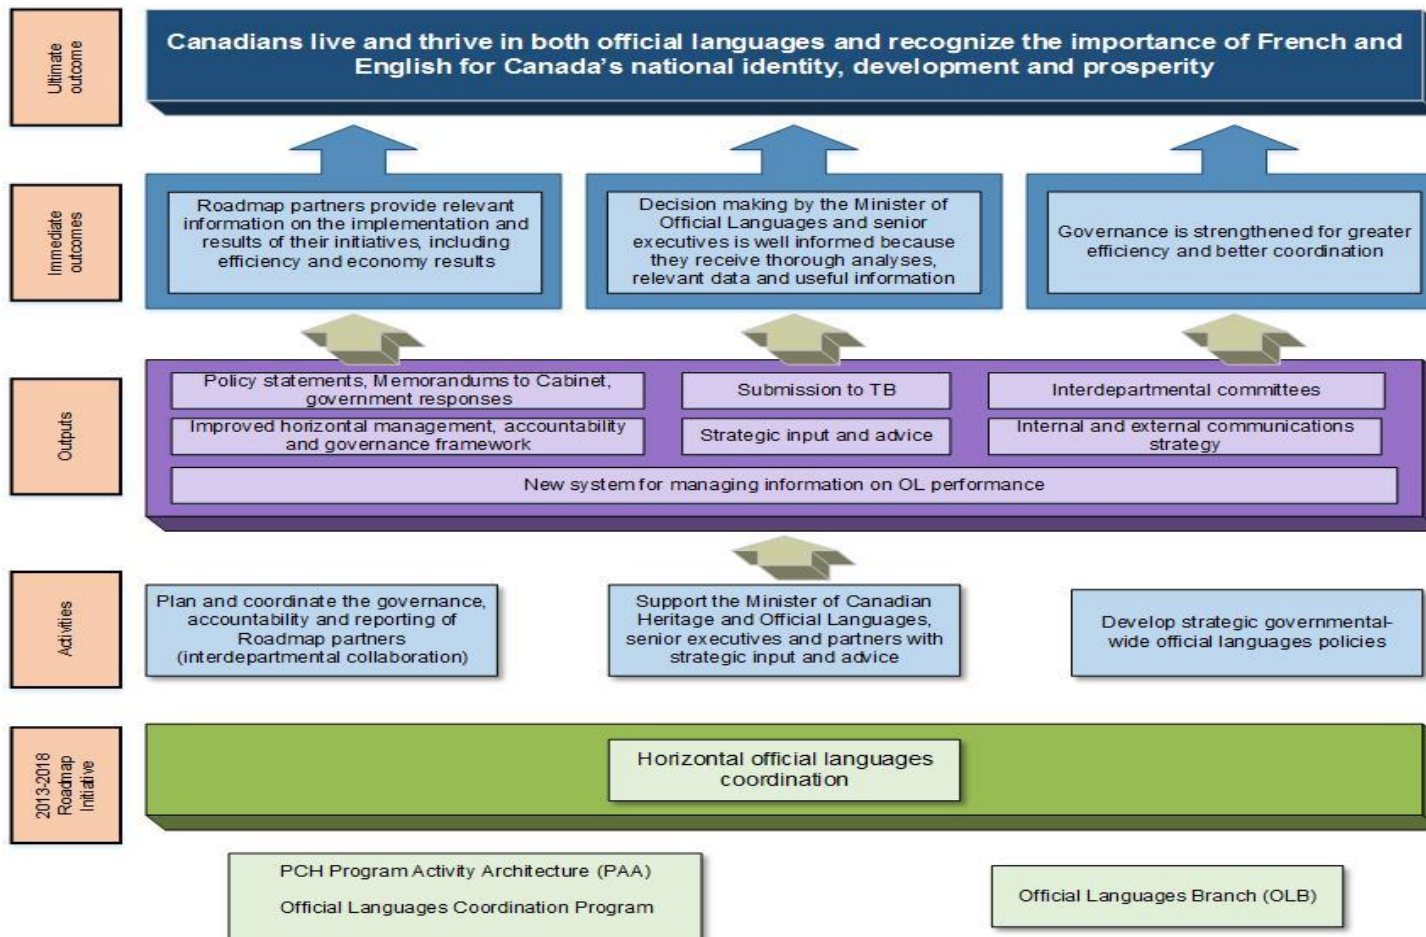 Ultimate
outcome
Canadians live and thrive in both official languages and recognize the importance of French and
English for Canada's national identity, development and prosperity
Immediate
outcomes
Roadmap partners provide relevant
information on the implementation and
results of their initiatives, including
efficiency and economy results
Decision making by the Minister of
Official Languages and senior
executives is well informed because
they receive thorough analyses,
relevant data and useful information
Governance is strengthened for greater
efficiency and better coordination
Outputs
Policy statements, Memorandums to Cabinet,
government responses
Submission to TB
Interdepartmental committees
Improved horizontal management, accountability
and governance framework
Strategic input and advice
Internal and external communications
strategy
New system for managing information on OL performance
Activities
Plan and coordinate the governance,
accountability and reporting of
Roadmap partners
(interdepartmental collaboration)
Support the Minister of Canadian
Heritage and Official Languages,
senior executives and partners with
strategic input and advice
Develop strategic governmental-
wide official languages policies
2013-2018
Roadmap
Initiative
Horizontal official languages
coordination
PCH Program Activity Architecture (PAA)
Official Languages Coordination Program
Official Languages Branch (OLB)